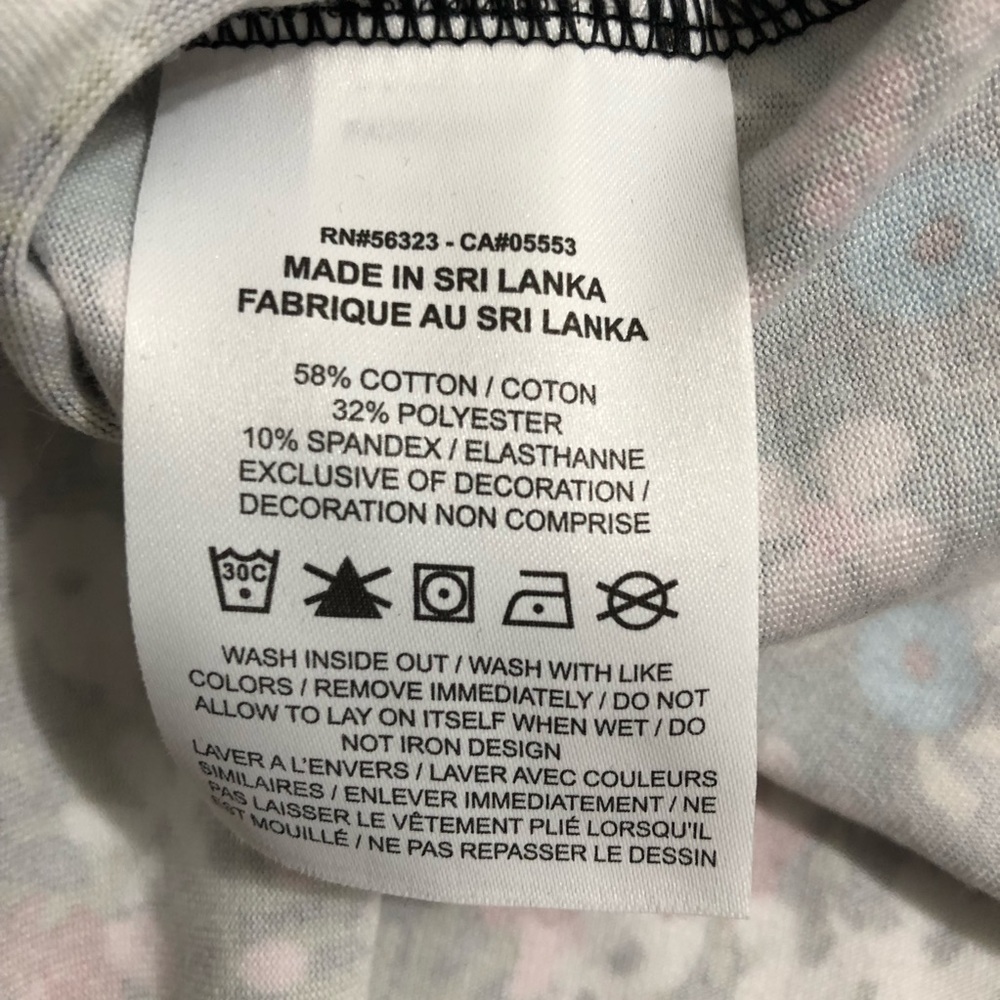 RN#56323 - CA#05553
MADE IN SRI LANKA
FABRIQUE AU SRI LANKA
58% COTTON / COTON
32% POLYESTER
10% SPANDEX / ELASTHANNE
EXCLUSIVE OF DECORATION /
DECORATION NON COMPRISE
30C
WASH INSIDE OUT / WASH WITH LIKE
COLORS / REMOVE IMMEDIATELY / DO NOT
ALLOW TO LAY ON ITSELF WHEN WET / DO
NOT IRON DESIGN
LAVER A L'ENVERS / LAVER AVEC COULEURS
SIMILAIRES / ENLEVER IMMEDIATEMENT / NE
PAS LAISSER LE VÊTEMENT PLIÉ LORSQU'IL
EST MOUILLÉ / NE PAS REPASSER LE DESSIN